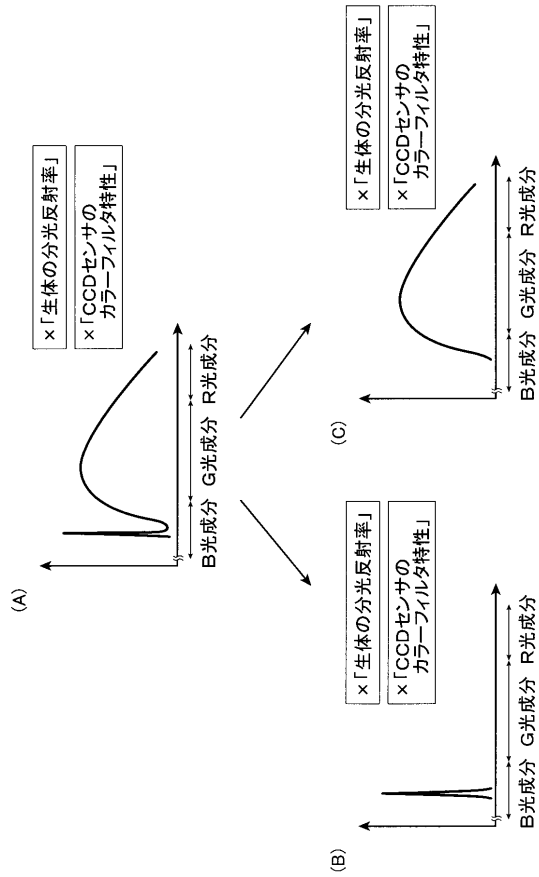 (A)
×「生体の分光反射率」
×「CCDセンサの
カラーフィルタ特性」
B光成分 G光成分 R光成分
(B)
×「生体の分光反射率」
×「CCDセンサの
カラーフィルタ特性」
B光成分 G光成分 R光成分
(C)
×「生体の分光反射率」
×「CCDセンサの
カラーフィルタ特性」
B光成分 G光成分 R光成分